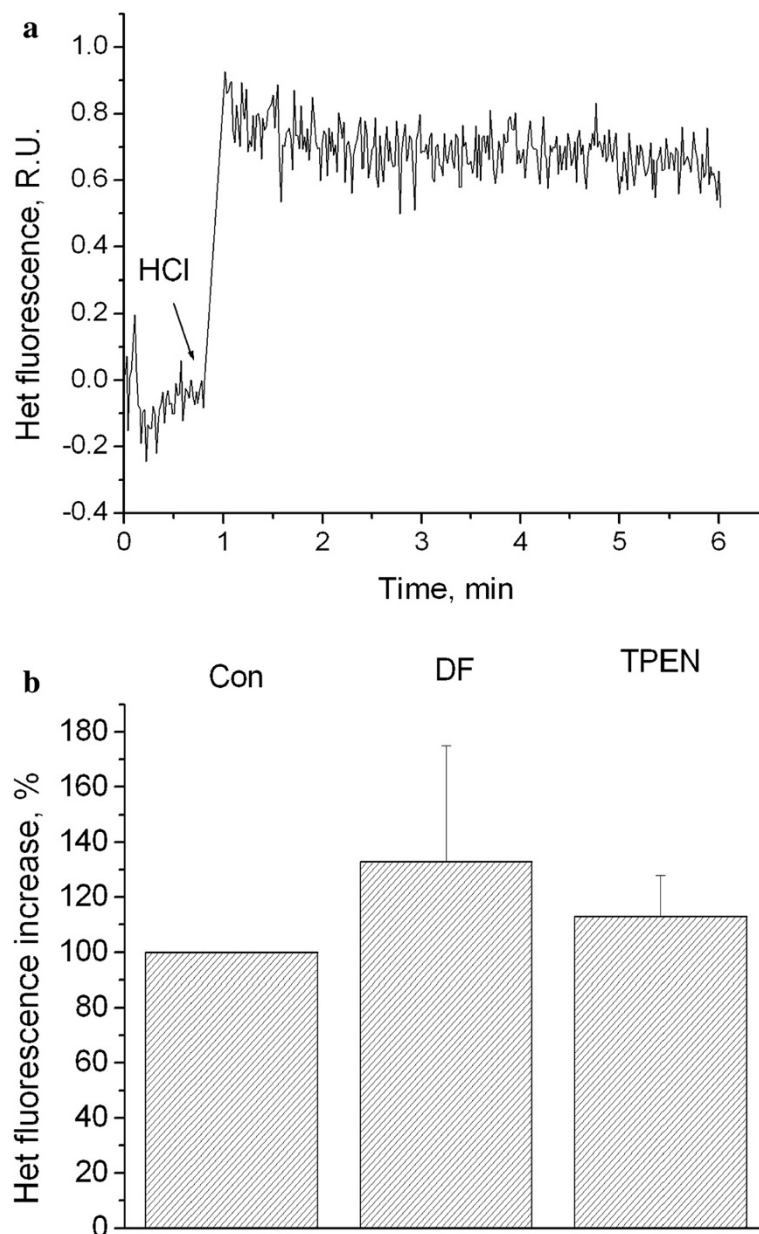 a
1.0
0.8
0.6
0.4
0.2
0.0
-0.2
-0.4
Het fluorescence, R.U.
HCl
0 1 2 3 4 5 6
Time, min
b
Con DF TPEN
180
160
140
120
100
80
60
40
20
0
Het fluorescence increase, %